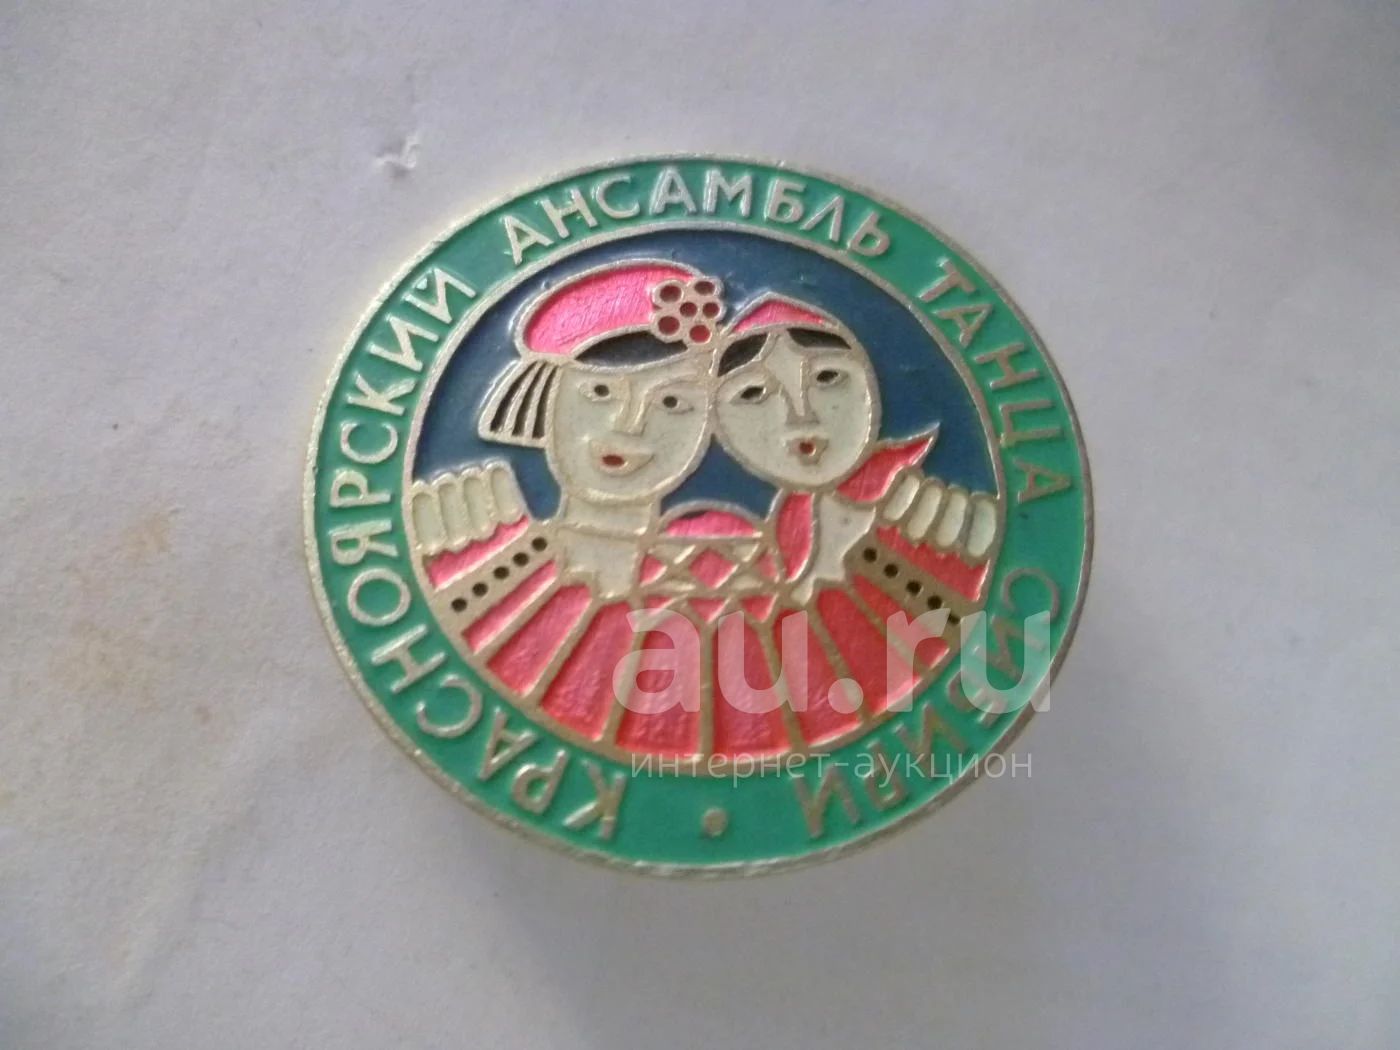 КРАСНОЯРСКИЙ АНСАМБЛЬ ТАНЦА СИБИРИ •
au.ru
интернет-аукцион